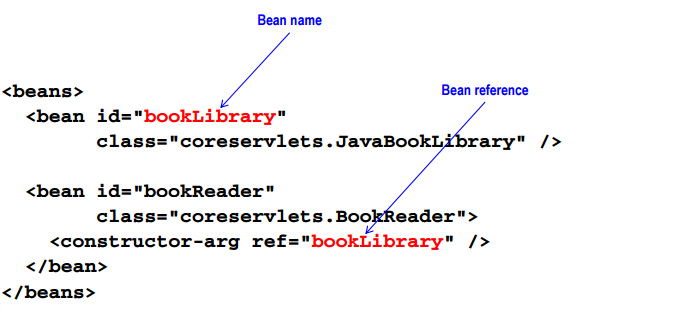 Bean name
Bean reference
<beans>
  <bean id="bookLibrary"
        class="coreservlets.JavaBookLibrary" />
  <bean id="bookReader"
        class="coreservlets.BookReader">
    <constructor-arg ref="bookLibrary" />
  </bean>
</beans>